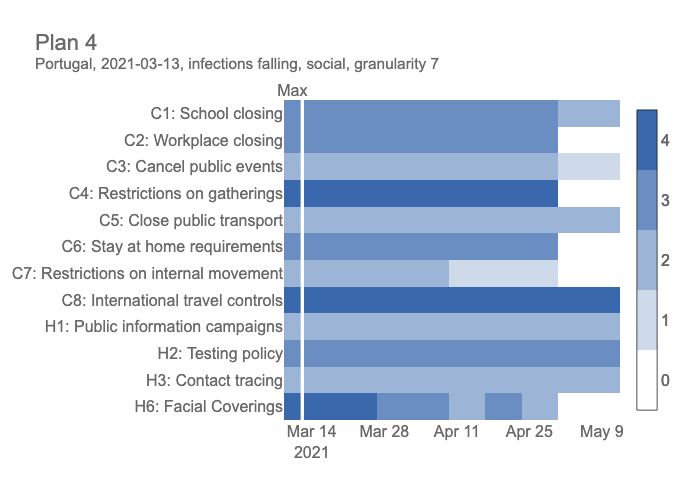 Plan 4
Portugal, 2021-03-13, infections falling, social, granularity 7
Max
C1: School closing
C2: Workplace closing
C3: Cancel public events
C4: Restrictions on gatherings
C5: Close public transport
C6: Stay at home requirements
C7: Restrictions on internal movement
C8: International travel controls
H1: Public information campaigns
H2: Testing policy
H3: Contact tracing
H6: Facial Coverings
Mar 14 Mar 28 Apr 11 Apr 25 May 9
2021
4
3
2
1
0